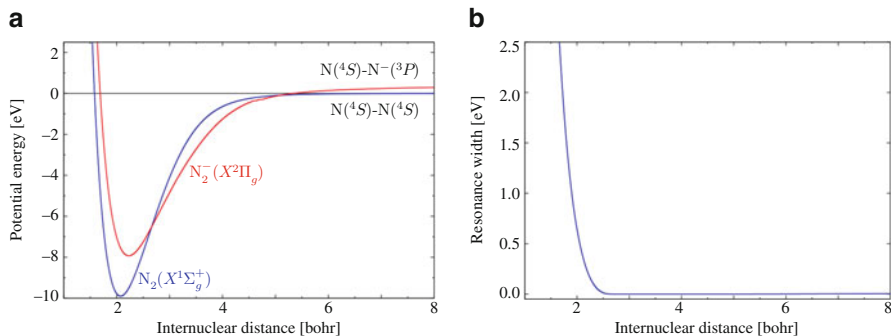 a
Potential energy [eV]
0
−2
−4
−6
−8
−10
N(⁴S)-N⁻(³P)
N(⁴S)-N(⁴S)
N₂⁻(X²Πg)
N₂(X¹Σg⁺)
2
4
6
8
Internuclear distance [bohr]
b
Resonance width [eV]
2.5
2.0
1.5
1.0
0.5
0.0
2
4
6
8
Internuclear distance [bohr]